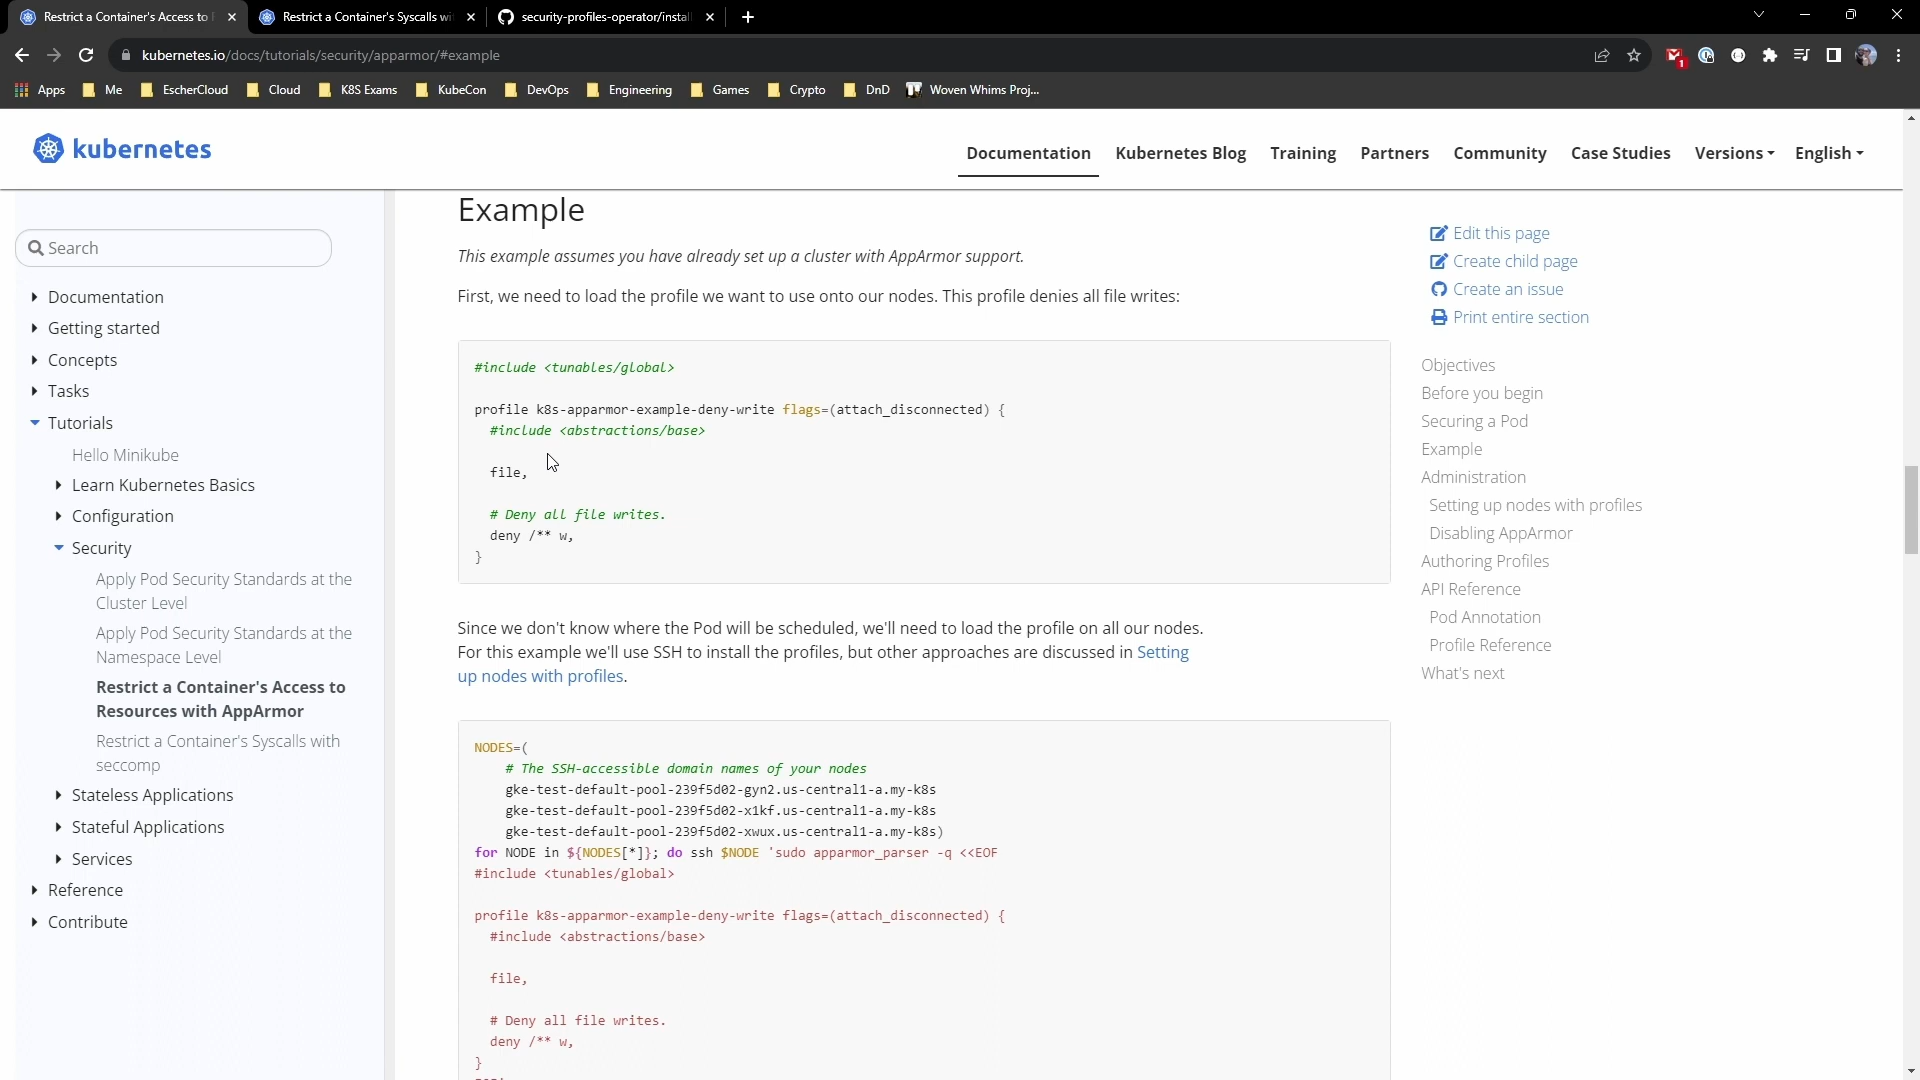 Restrict a Container's Access to
Restrict a Container's Syscalls wi
security-profiles-operator/instal
kubernetes.io/docs/tutorials/security/apparmor/#example
1
Apps
Me
EscherCloud
Cloud
K8S Exams
KubeCon
DevOps
Engineering
Games
Crypto
DnD
Woven Whims Proj...
kubernetes
Documentation
Kubernetes Blog
Training
Partners
Community
Case Studies
Versions
English
Search
Documentation
Getting started
Concepts
Tasks
Tutorials
Hello Minikube
Learn Kubernetes Basics
Configuration
Security
Apply Pod Security Standards at the
Cluster Level
Apply Pod Security Standards at the
Namespace Level
Restrict a Container's Access to
Resources with AppArmor
Restrict a Container's Syscalls with
seccomp
Stateless Applications
Stateful Applications
Services
Reference
Contribute
Example
This example assumes you have already set up a cluster with AppArmor support.
First, we need to load the profile we want to use onto our nodes. This profile denies all file writes:
#include <tunables/global>
profile k8s-apparmor-example-deny-write flags=(attach_disconnected) {
#include <abstractions/base>
file,
# Deny all file writes.
deny /** w,
}
Since we don't know where the Pod will be scheduled, we'll need to load the profile on all our nodes.
For this example we'll use SSH to install the profiles, but other approaches are discussed in Setting
up nodes with profiles.
NODES=(
# The SSH-accessible domain names of your nodes
gke-test-default-pool-239f5d02-gyn2.us-central1-a.my-k8s
gke-test-default-pool-239f5d02-x1kf.us-central1-a.my-k8s
gke-test-default-pool-239f5d02-xwux.us-central1-a.my-k8s)
for NODE in ${NODES[*]}; do ssh $NODE 'sudo apparmor_parser -q <<EOF
#include <tunables/global>
profile k8s-apparmor-example-deny-write flags=(attach_disconnected) {
#include <abstractions/base>
file,
# Deny all file writes.
deny /** w,
}
Edit this page
Create child page
Create an issue
Print entire section
Objectives
Before you begin
Securing a Pod
Example
Administration
Setting up nodes with profiles
Disabling AppArmor
Authoring Profiles
API Reference
Pod Annotation
Profile Reference
What's next